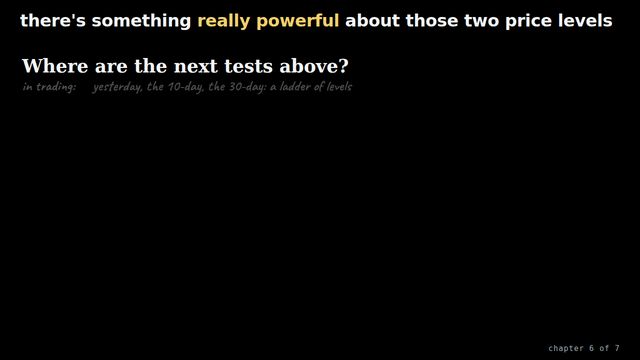 there's something really powerful about those two price levels
Where are the next tests above?
in trading: yesterday, the 10-day, the 30-day: a ladder of levels
chapter 6 of 7